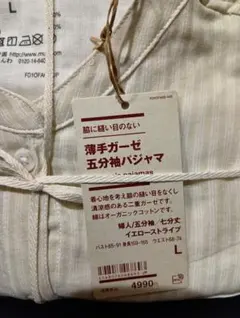 L
0120-14-640
FO1OFA
脇に縫い目のない
薄手ガーゼ
五分袖パジャマ
着心地を考え脇の縫い目をなくし
清涼感のある二重ガーゼです。
綿はオーガニックコットンです。
婦人/五分袖/七分丈
イエローストライプ
L
4990